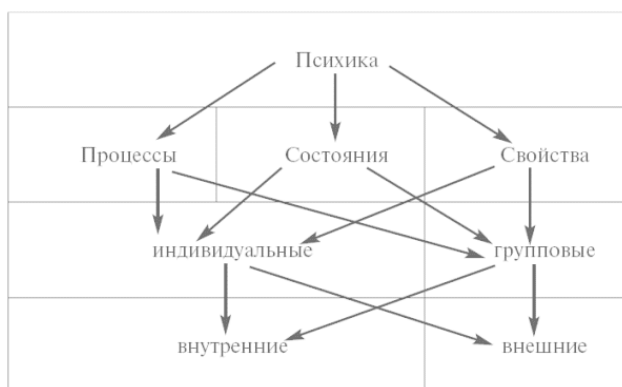 Психика
Процессы Состояния Свойства
индивидуальные групповые
внутренние внешние